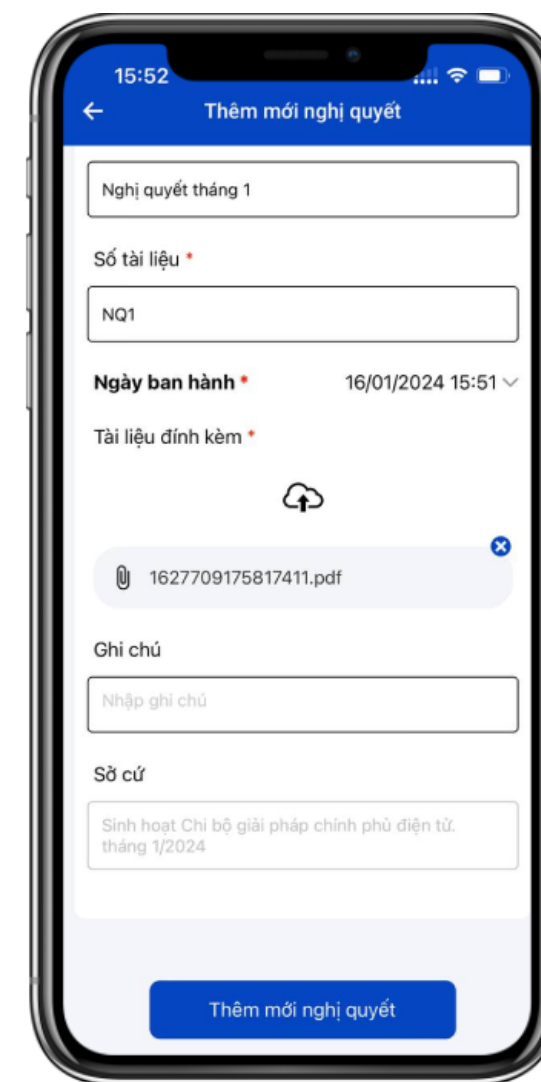 15:52
Thêm mới nghị quyết
Nghị quyết tháng 1
Số tài liệu *
NQ1
Ngày ban hành * 16/01/2024 15:51
Tài liệu đính kèm *
1627709175817411.pdf
Ghi chú
Nhập ghi chú
Sở cứ
Sinh hoạt Chi bộ giải pháp chính phủ điện tử.
tháng 1/2024
Thêm mới nghị quyết